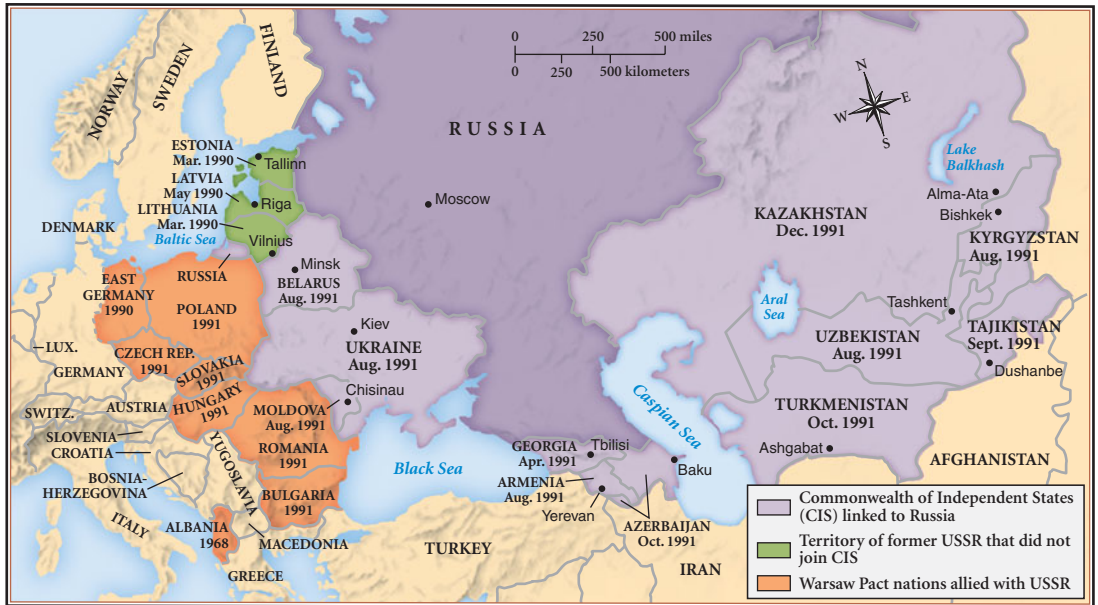 NORWAY
SWEDEN
FINLAND
0 250 500 miles
0 250 500 kilometers
N
E
W
S
RUSSIA
ESTONIA
Mar. 1990
Tallinn
LATVIA
May 1990
Riga
LITHUANIA
Mar. 1990
Vilnius
Baltic Sea
DENMARK
Moscow
Lake
Balkhash
Alma-Ata
Bishkek
KAZAKHSTAN
Dec. 1991
KYRGYZSTAN
Aug. 1991
RUSSIA
Minsk
BELARUS
Aug. 1991
EAST
GERMANY
1990
POLAND
1991
Aral
Sea
Tashkent
UZBEKISTAN
Aug. 1991
TAJIKISTAN
Sept. 1991
Dushanbe
Kiev
UKRAINE
Aug. 1991
LUX.
GERMANY
CZECH REP.
1991
SLOVAKIA
1991
Chisinau
SWITZ.
AUSTRIA
HUNGARY
1991
MOLDOVA
Aug. 1991
Caspian Sea
TURKMENISTAN
Oct. 1991
Ashgabat
SLOVENIA
CROATIA
BOSNIA-
HERZEGOVINA
YUGOSLAVIA
ROMANIA
1991
Black Sea
GEORGIA
Apr. 1991
Tbilisi
ARMENIA
Aug. 1991
Yerevan
Baku
AZERBAIJAN
Oct. 1991
AFGHANISTAN
ITALY
BULGARIA
1991
ALBANIA
1968
MACEDONIA
GREECE
TURKEY
IRAN
Commonwealth of Independent States
(CIS) linked to Russia
Territory of former USSR that did not
join CIS
Warsaw Pact nations allied with USSR